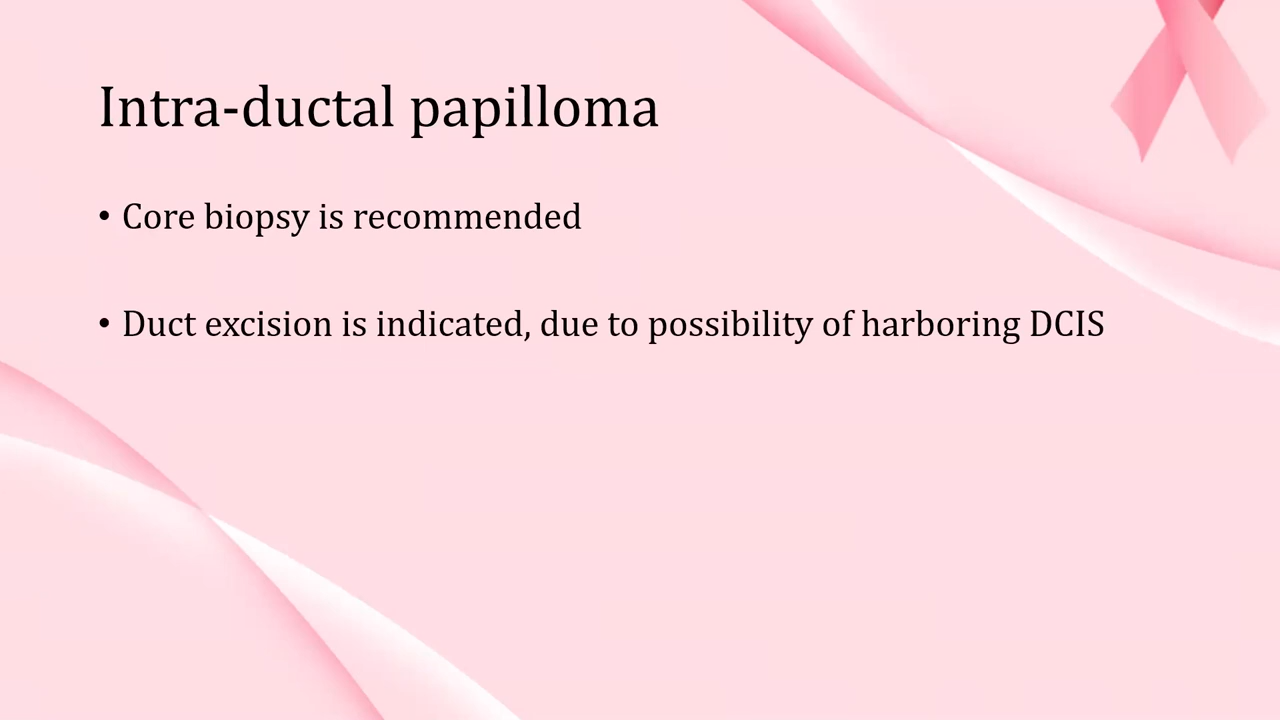 Intra-ductal papilloma
• Core biopsy is recommended
• Duct excision is indicated, due to possibility of harboring DCIS